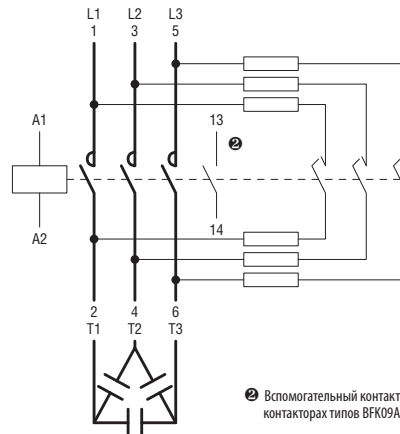 L1 L2 L3
1 3 5
A1
13
❷
A2
14
2 4 6
T1 T2 T3
❷ Вспомогательный контакт
контакторах типов BFK09A